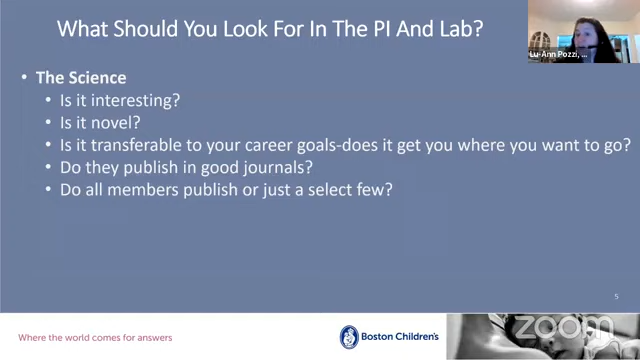 What Should You Look For In The PI And Lab?
Lu-Ann Pozzi, ...
• The Science
• Is it interesting?
• Is it novel?
• Is it transferable to your career goals-does it get you where you want to go?
• Do they publish in good journals?
• Do all members publish or just a select few?
5
Where the world comes for answers
Boston Children's
zoom